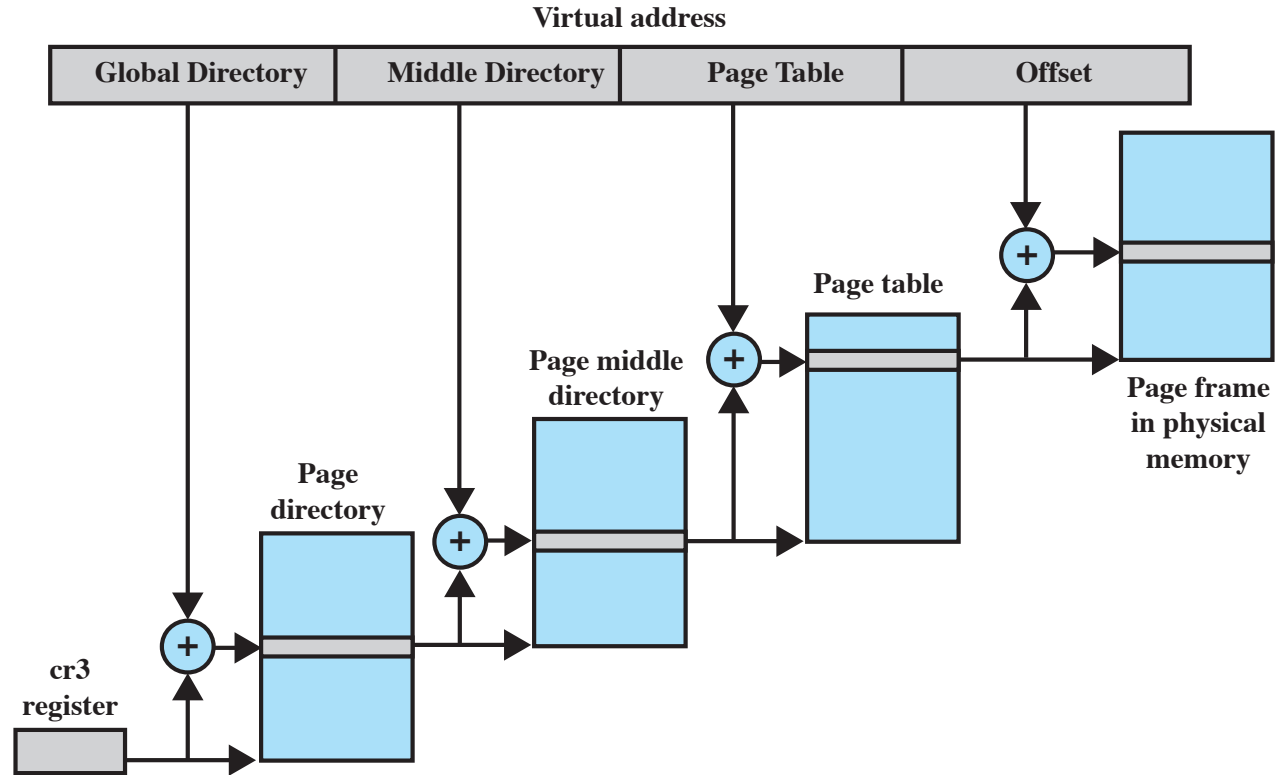 Virtual address
Global Directory
Middle Directory
Page Table
Offset
+
Page table
+
Page middle
directory
Page frame
in physical
memory
Page
directory
+
+
cr3
register